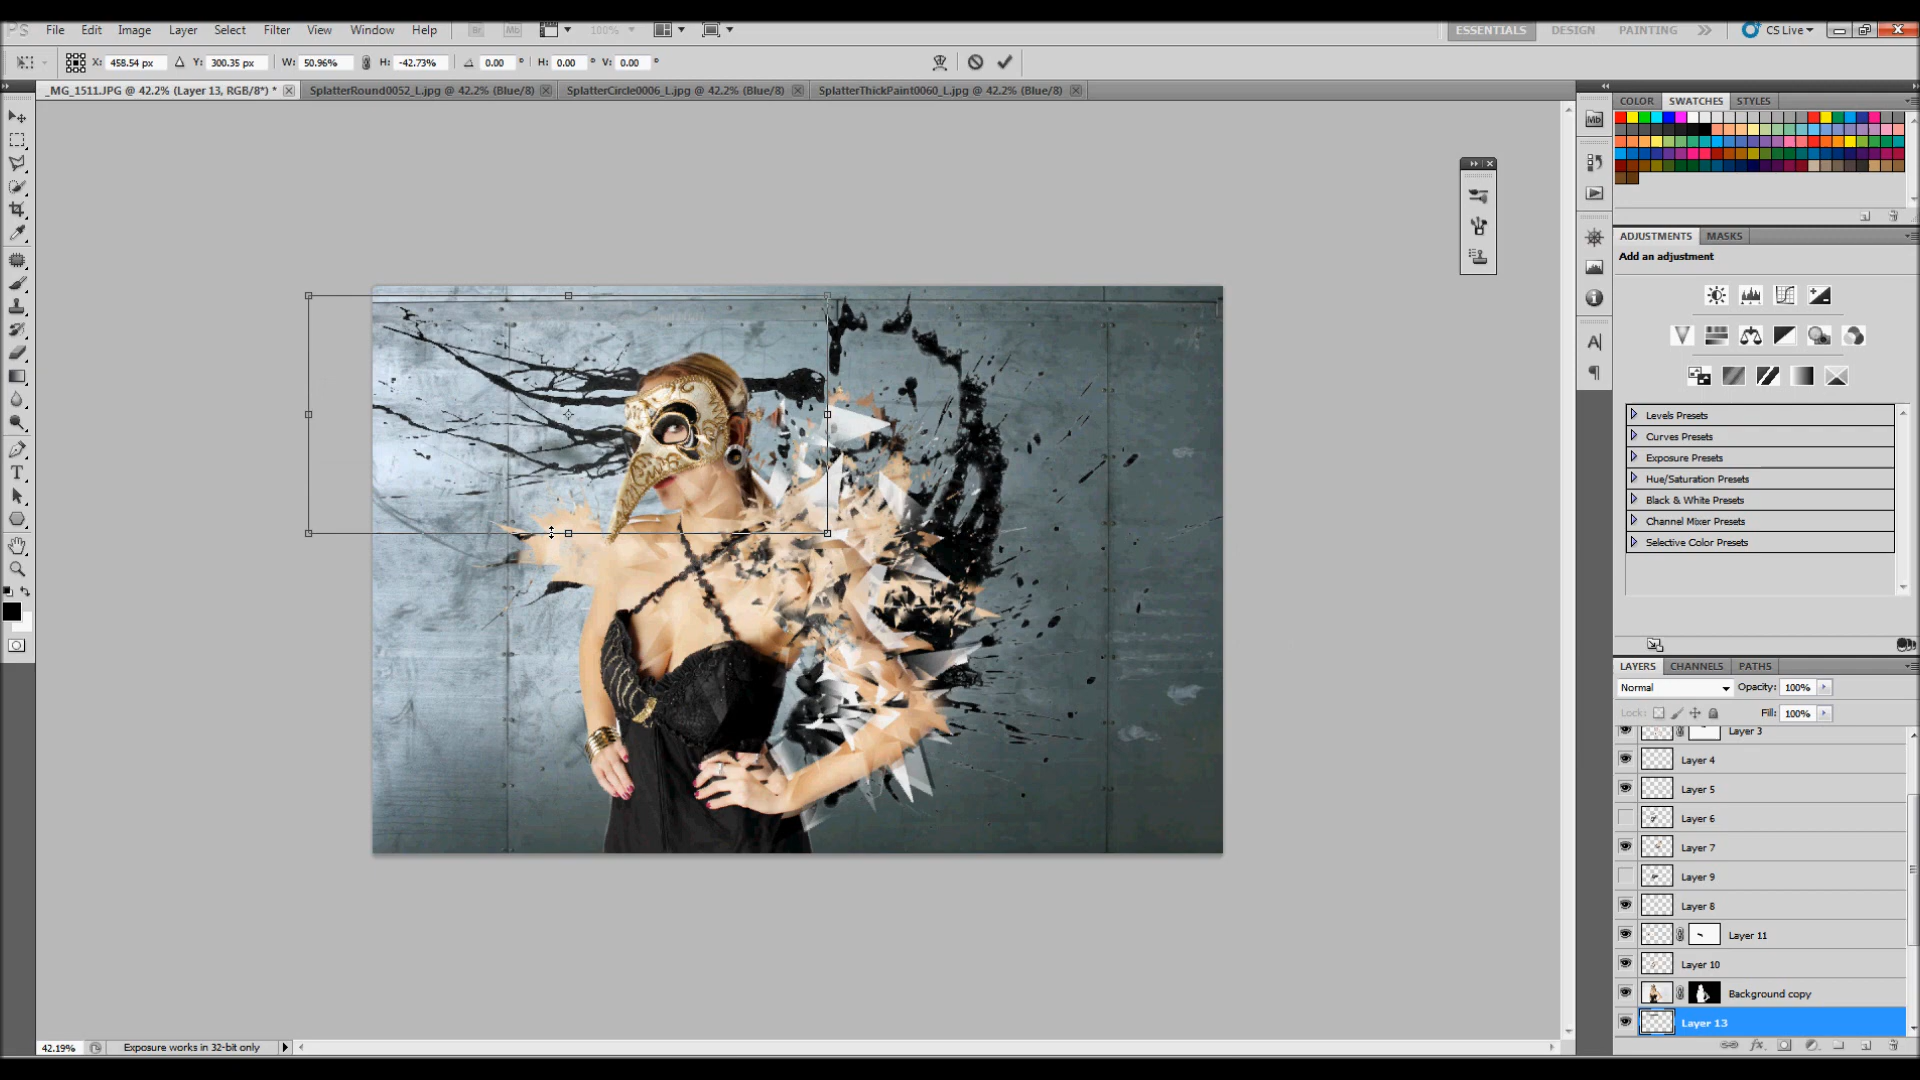 PS File Edit Image Layer Select Filter View Window Help Br Mb 100% ESSENTIALS DESIGN PAINTING CS Live
X: 458.54 px Y: 300.35 px W: 50.96% H: -42.73% 0.00 ° H: 0.00 ° V: 0.00 °
_MG_1511.JPG @ 42.2% (Layer 13, RGB/8*) * SplatterRound0052_L.jpg @ 42.2% (Blue/8) SplatterCircle0006_L.jpg @ 42.2% (Blue/8) SplatterThickPaint0060_L.jpg @ 42.2% (Blue/8)
COLOR SWATCHES STYLES
Mb
ADJUSTMENTS MASKS
Add an adjustment
Levels Presets
Curves Presets
Exposure Presets
Hue/Saturation Presets
Black & White Presets
Channel Mixer Presets
Selective Color Presets
LAYERS CHANNELS PATHS
Normal Opacity: 100%
Lock: Fill: 100%
Layer 3
Layer 4
Layer 5
Layer 6
Layer 7
Layer 9
Layer 8
Layer 11
Layer 10
Background copy
Layer 13
42.19% Exposure works in 32-bit only